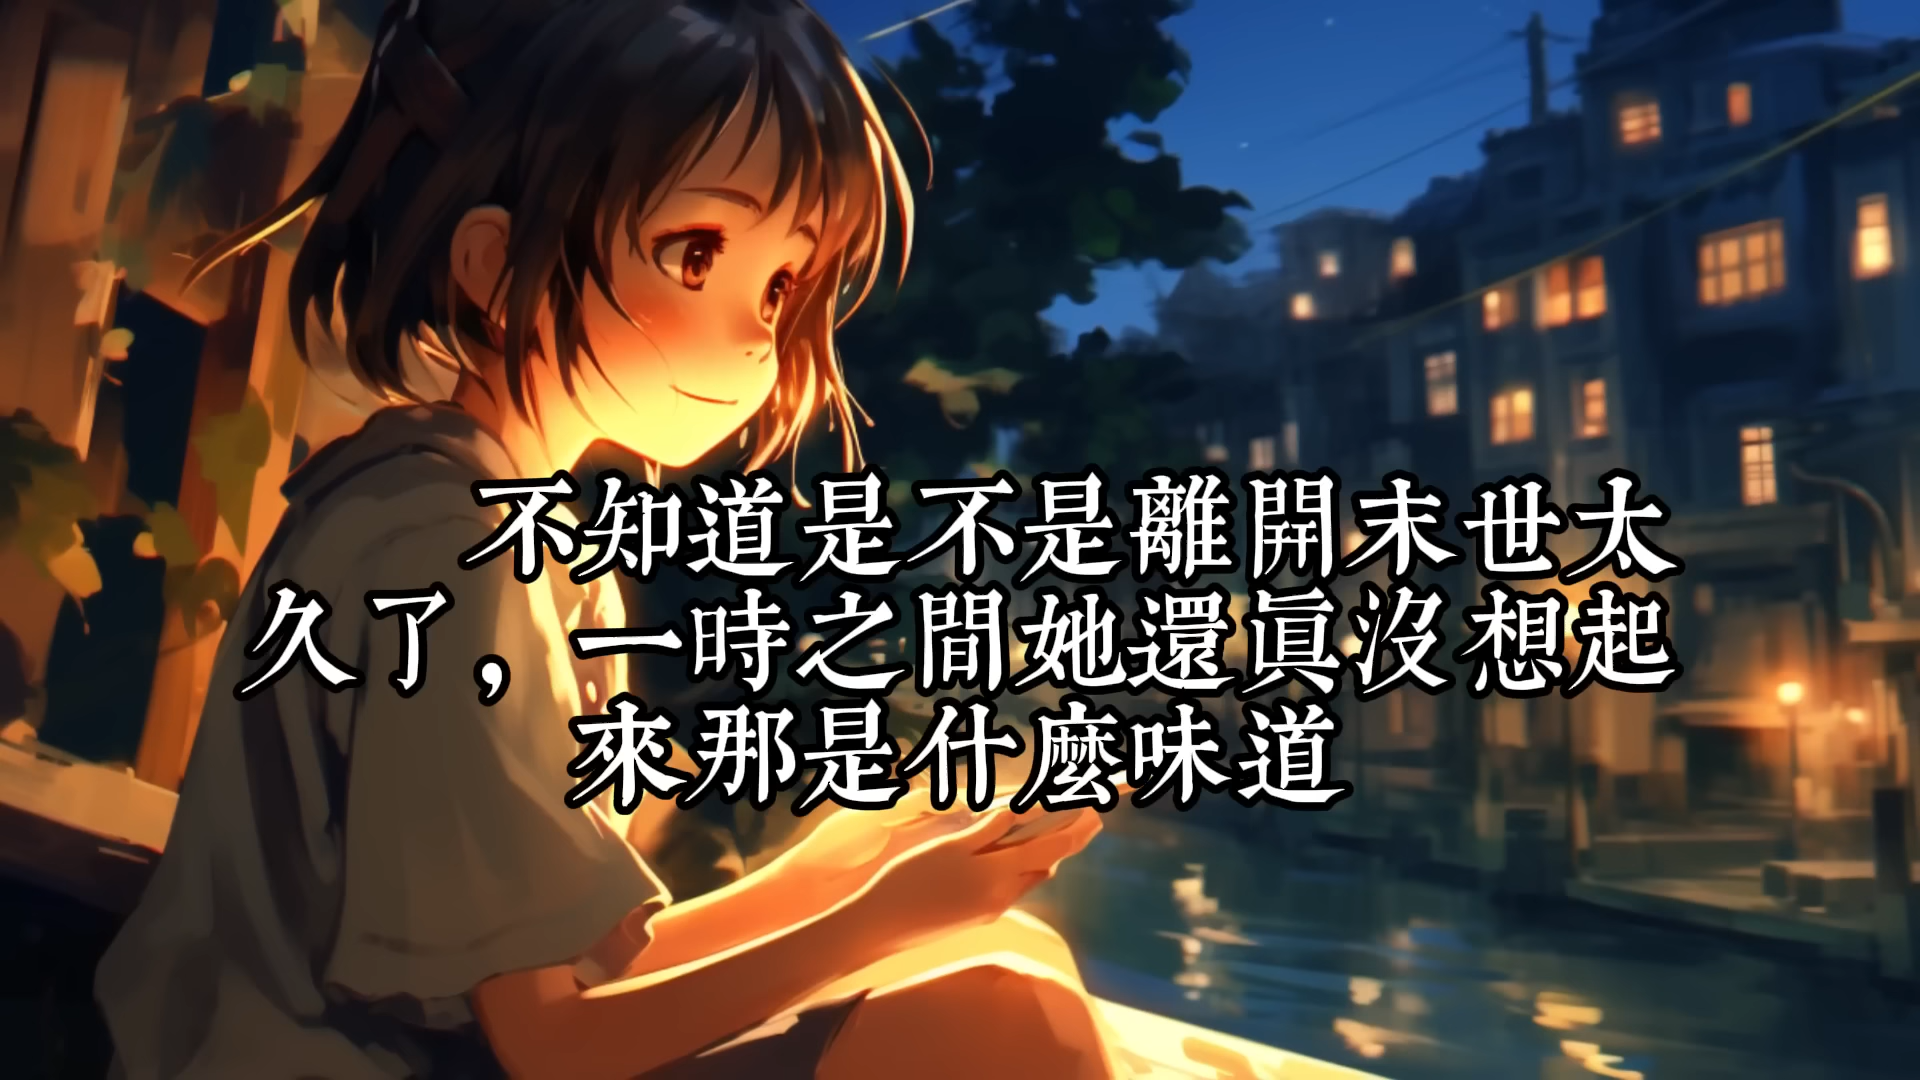 不知道是不是離開末世太
久了，一時之間她還眞沒想起
來那是什麼味道